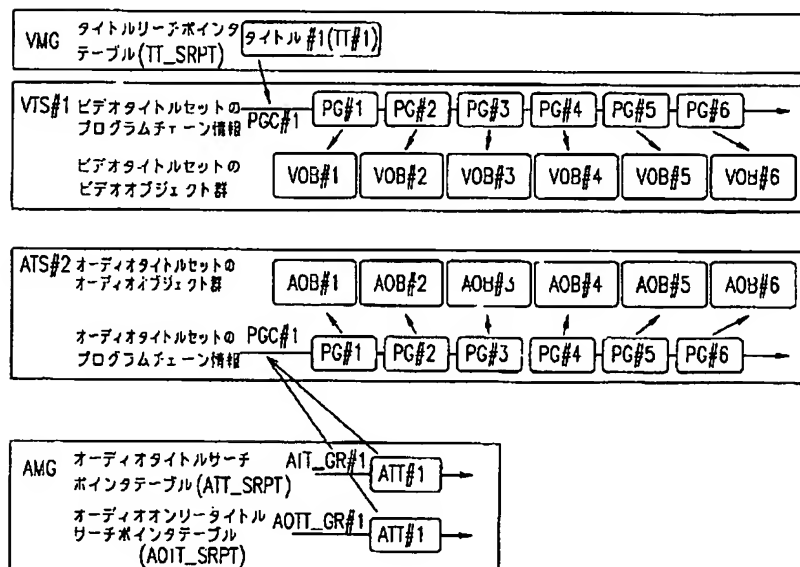 VMG タイトルリーチポインタ タイトル #1(TT#1)
テーブル(TT_SRPT)
VTS#1 ビデオタイトルセットの
プログラムチェーン情報 PGC#1 PG#1 PG#2 PG#3 PG#4 PG#5 PG#6
ビデオタイトルセットの
ビデオオブジェクト群 VOB#1 VOB#2 VOB#3 VOB#4 VOB#5 VOB#6
ATS#2 オーディオタイトルセットの
オーディオオブジェクト群 AOB#1 AOB#2 AOB#3 AOB#4 AOB#5 AOB#6
オーディオタイトルセットの PGC#1
プログラムチェーン情報 PG#1 PG#2 PG#3 PG#4 PG#5 PG#6
AMG オーディオタイトルサーチ AIT_GR#1 ATT#1
ポインタテーブル(ATT_SRPT)
オーディオオンリータイトル AOTT_GR#1 ATT#1
サーチポインタテーブル
(AOIT_SRPT)